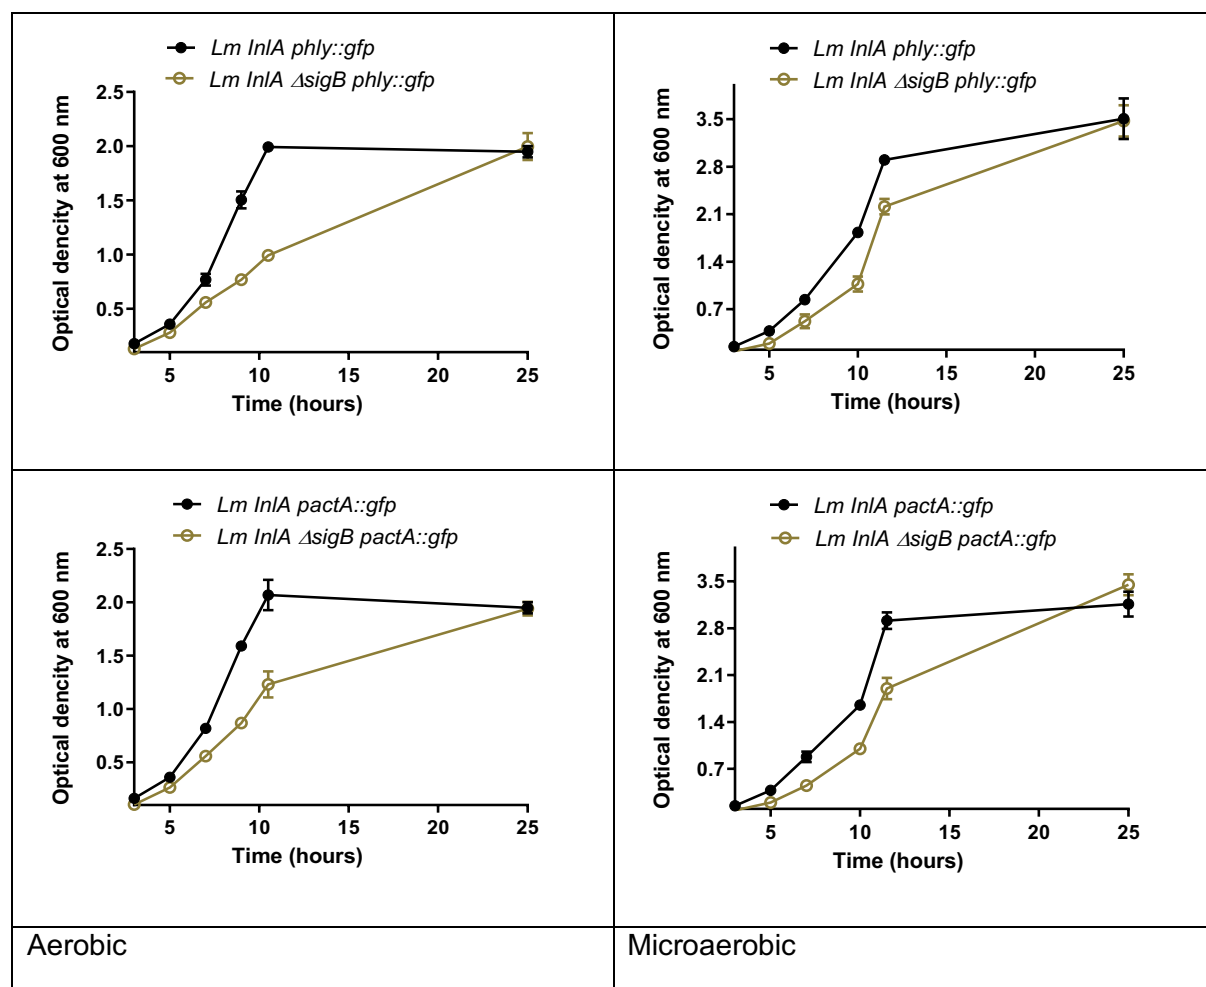 Lm InlA phly::gfp
Lm InlA ΔsigB phly::gfp
Optical dencity at 600 nm
2.5
2.0
1.5
1.0
0.5
5 10 15 20 25
Time (hours)
Lm InlA phly::gfp
Lm InlA ΔsigB phly::gfp
Optical dencity at 600 nm
3.5
2.8
2.1
1.4
0.7
5 10 15 20 25
Time (hours)
Lm InlA pactA::gfp
Lm InlA ΔsigB pactA::gfp
Optical dencity at 600 nm
2.5
2.0
1.5
1.0
0.5
5 10 15 20 25
Time (hours)
Lm InlA pactA::gfp
Lm InlA ΔsigB pactA::gfp
Optical dencity at 600 nm
3.5
2.8
2.1
1.4
0.7
5 10 15 20 25
Time (hours)
Aerobic
Microaerobic